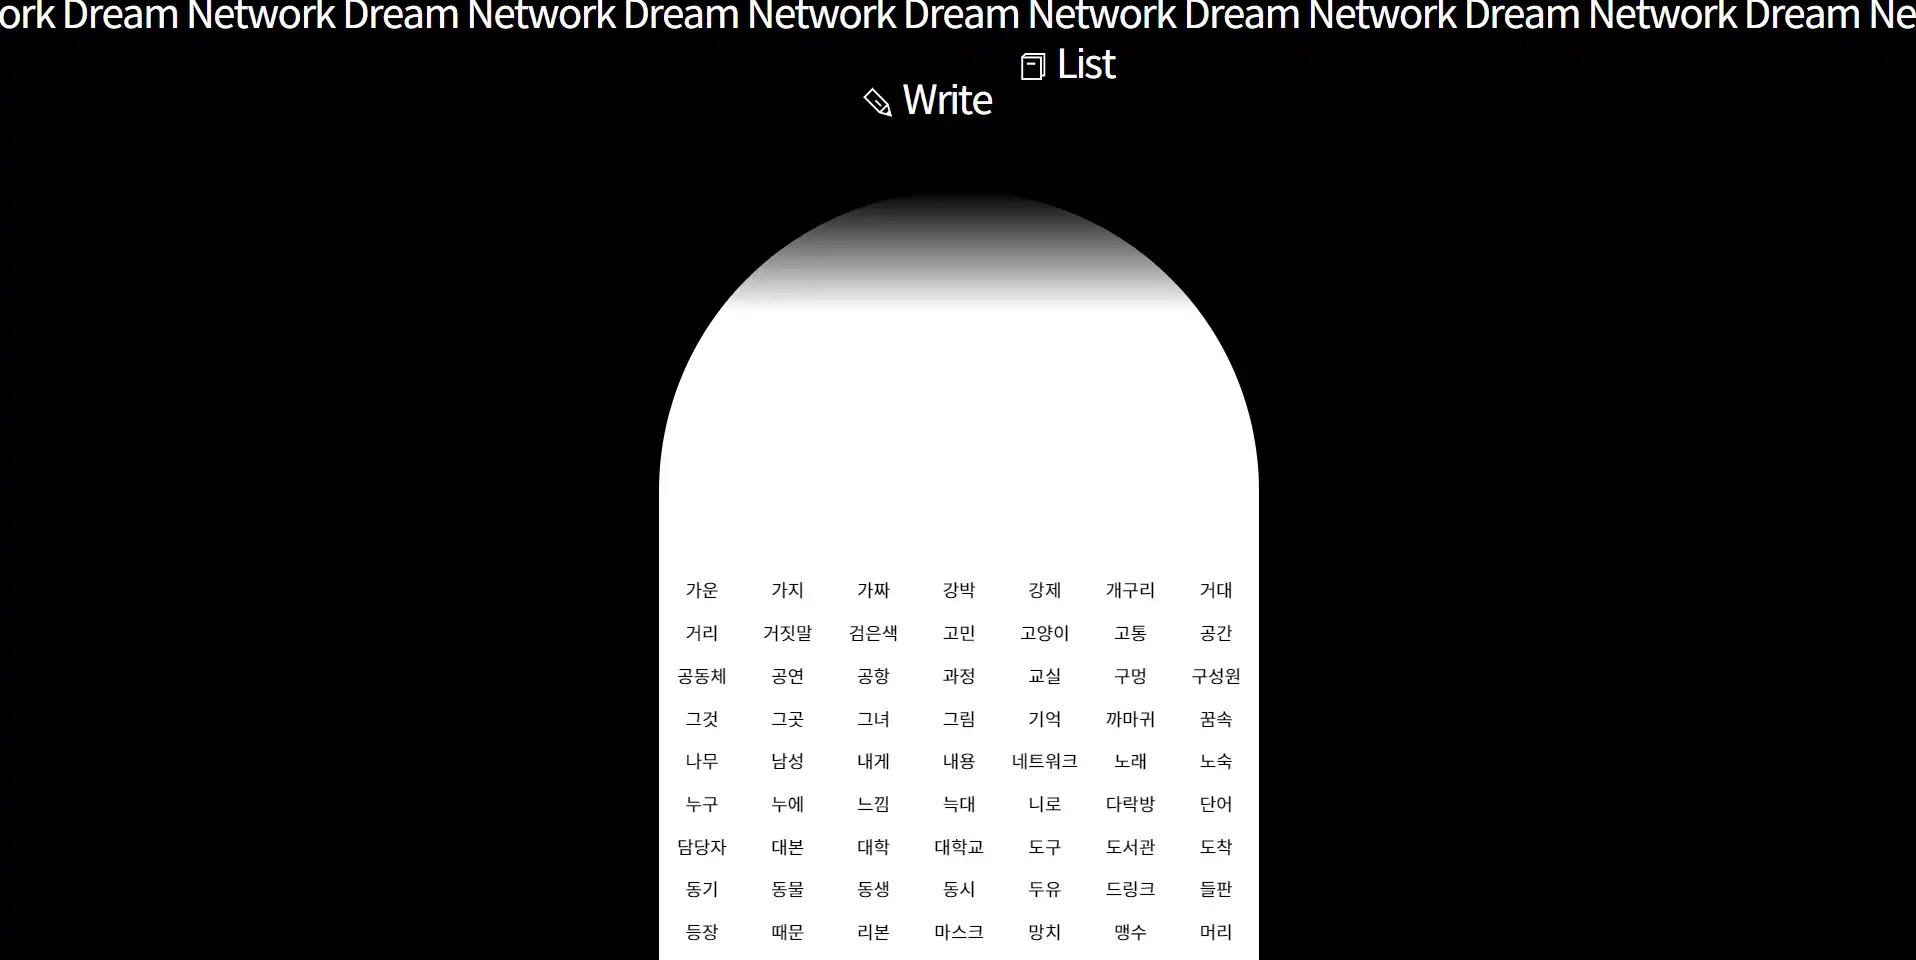 ork Dream Network Dream Network Dream Network Dream Network Dream Network Dream Network Dream Ne
List
Write
가운 가지 가짜 강박 강제 개구리 거대
거리 거짓말 검은색 고민 고양이 고통 공간
공동체 공연 공항 과정 교실 구멍 구성원
그것 그곳 그녀 그림 기억 까마귀 꿈속
나무 남성 내게 내용 네트워크 노래 노숙
누구 누에 느낌 늑대 니로 다락방 단어
담당자 대본 대학 대학교 도구 도서관 도착
동기 동물 동생 동시 두유 드링크 들판
등장 때문 리본 마스크 망치 맹수 머리